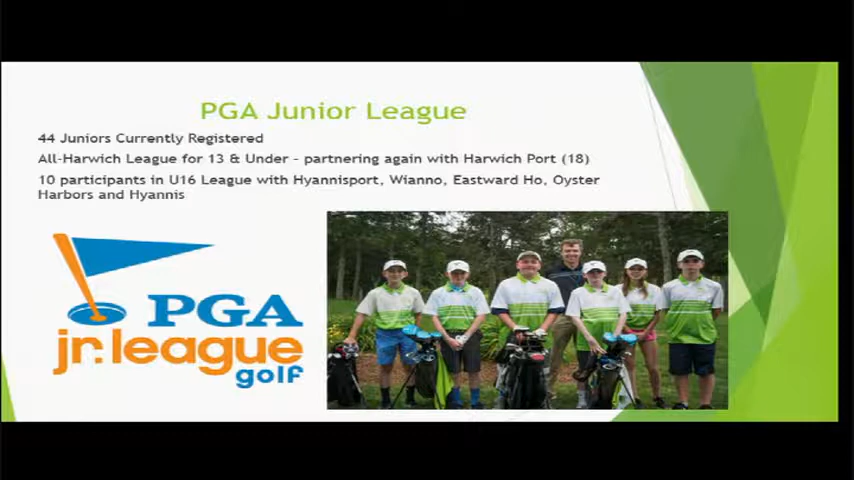 PGA Junior League
44 Juniors Currently Registered
All-Harwich League for 13 & Under – partnering again with Harwich Port (18)
10 participants in U16 League with Hyannisport, Wianno, Eastward Ho, Oyster
Harbors and Hyannis
PGA
jr.league
golf